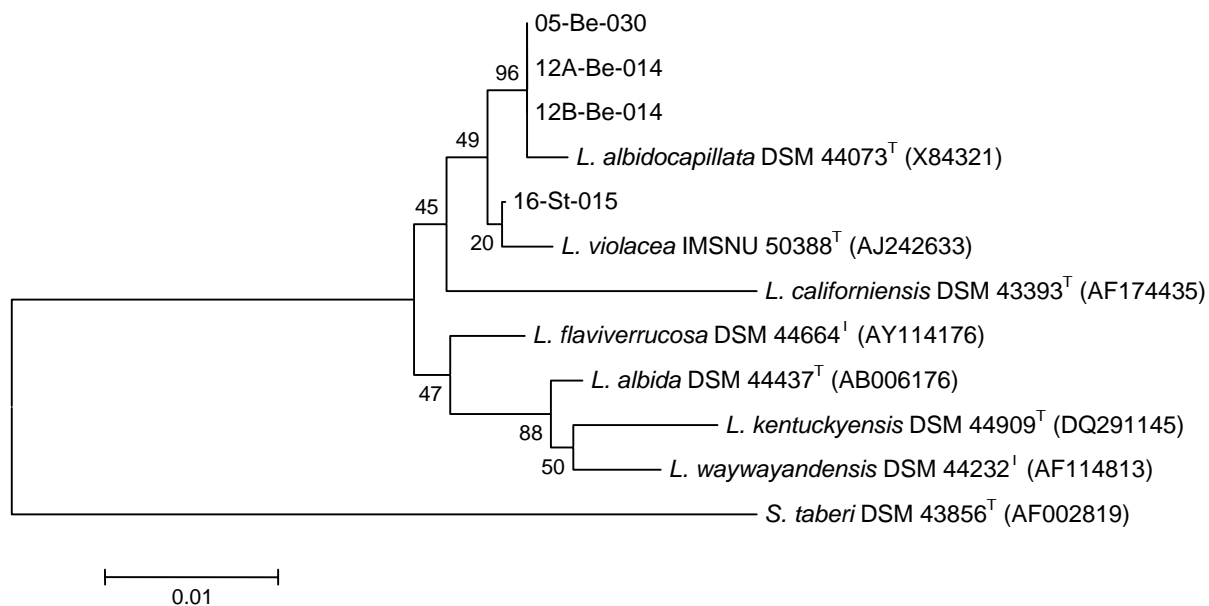 05-Be-030
96
12A-Be-014
12B-Be-014
49
L. albidocapillata DSM 44073ᵀ (X84321)
16-St-015
45
20
L. violacea IMSNU 50388ᵀ (AJ242633)
L. californiensis DSM 43393ᵀ (AF174435)
L. flaviverrucosa DSM 44664ᵀ (AY114176)
L. albida DSM 44437ᵀ (AB006176)
47
88
L. kentuckyensis DSM 44909ᵀ (DQ291145)
50
L. waywayandensis DSM 44232ᵀ (AF114813)
S. taberi DSM 43856ᵀ (AF002819)
0.01